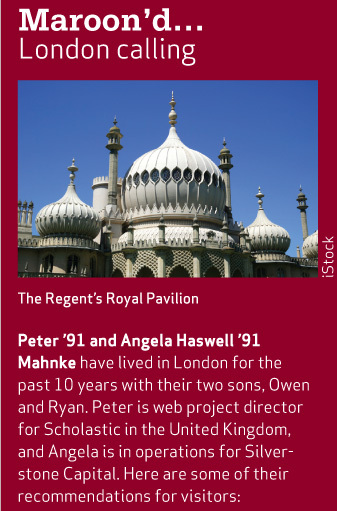 Maroon’d...
London calling
iStock
The Regent’s Royal Pavilion
Peter ’91 and Angela Haswell ’91
Mahnke have lived in London for the
past 10 years with their two sons, Owen
and Ryan. Peter is web project director
for Scholastic in the United Kingdom,
and Angela is in operations for Silver-
stone Capital. Here are some of their
recommendations for visitors: